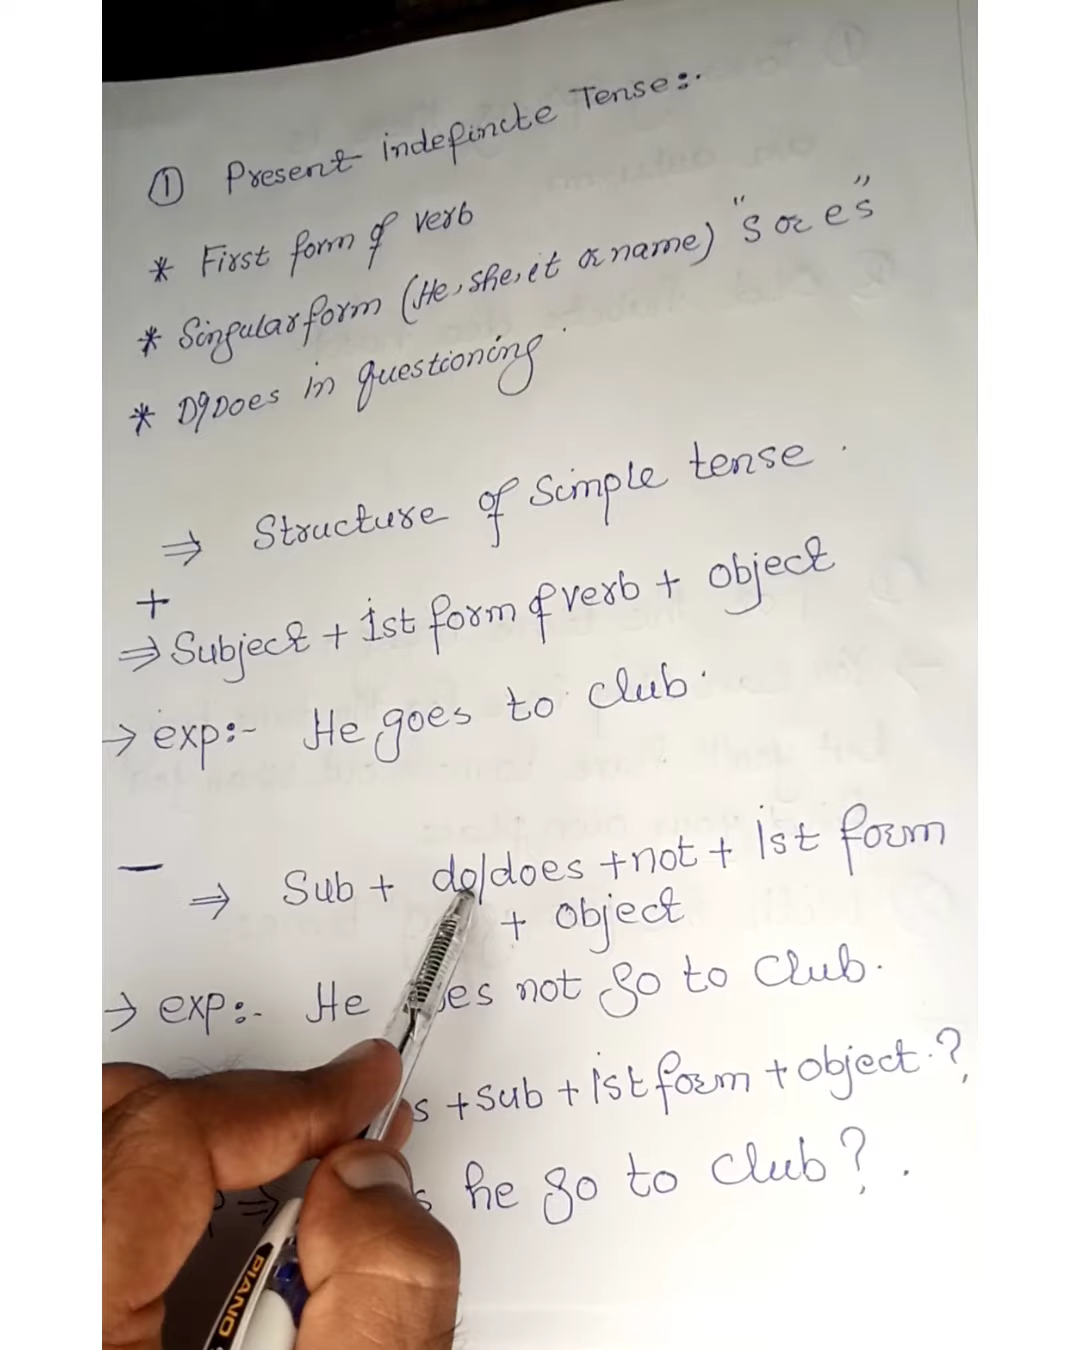 ① Present indefincte Tense:-
* First form of verb
* Singular form (He, she, it or name) "s or es"
* Do/Does in questioning.
⇒ Structure of Simple tense.
+
⇒ Subject + 1st form of verb + object
→ exp:- He goes to club.
—
⇒ Sub + do/does + not + 1st form
+ object
→ exp:- He not go to club.
+ sub + 1st form + object.?
⇒ he go to club?.
PIANO